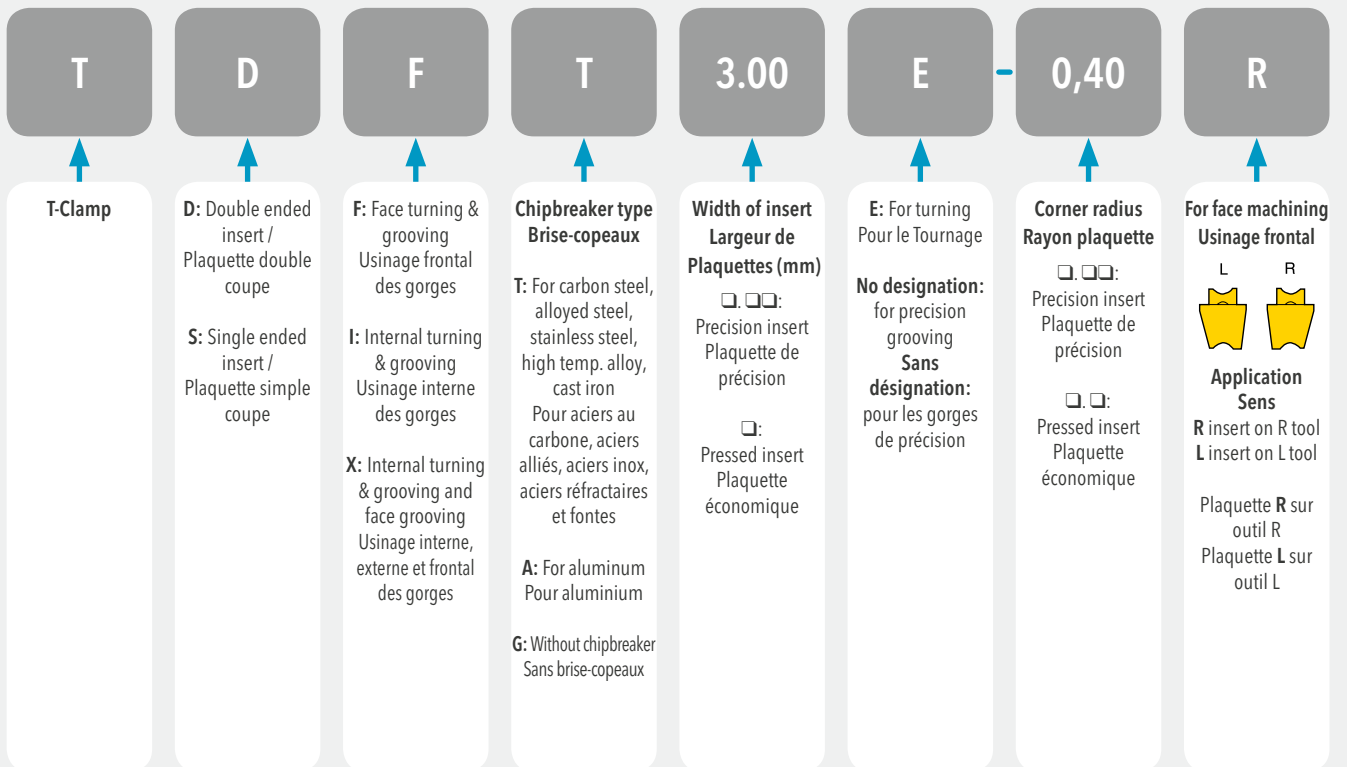 T
D
F
T
3.00
E
-
0,40
R
T-Clamp
D: Double ended
insert /
Plaquette double
coupe
S: Single ended
insert /
Plaquette simple
coupe
F: Face turning &
grooving
Usinage frontal
des gorges
I: Internal turning
& grooving
Usinage interne
des gorges
X: Internal turning
& grooving and
face grooving
Usinage interne,
externe et frontal
des gorges
Chipbreaker type
Brise-copeaux
T: For carbon steel,
alloyed steel,
stainless steel,
high temp. alloy,
cast iron
Pour aciers au
carbone, aciers
alliés, aciers inox,
aciers réfractaires
et fontes
A: For aluminum
Pour aluminium
G: Without chipbreaker
Sans brise-copeaux
Width of insert
Largeur de
Plaquettes (mm)
❑.❑❑:
Precision insert
Plaquette de
précision
❑:
Pressed insert
Plaquette
économique
E: For turning
Pour le Tournage
No designation:
for precision
grooving
Sans
désignation:
pour les gorges
de précision
Corner radius
Rayon plaquette
❑.❑❑:
Precision insert
Plaquette de
précision
❑.❑:
Pressed insert
Plaquette
économique
For face machining
Usinage frontal
L R
Application
Sens
R insert on R tool
L insert on L tool
Plaquette R sur
outil R
Plaquette L sur
outil L